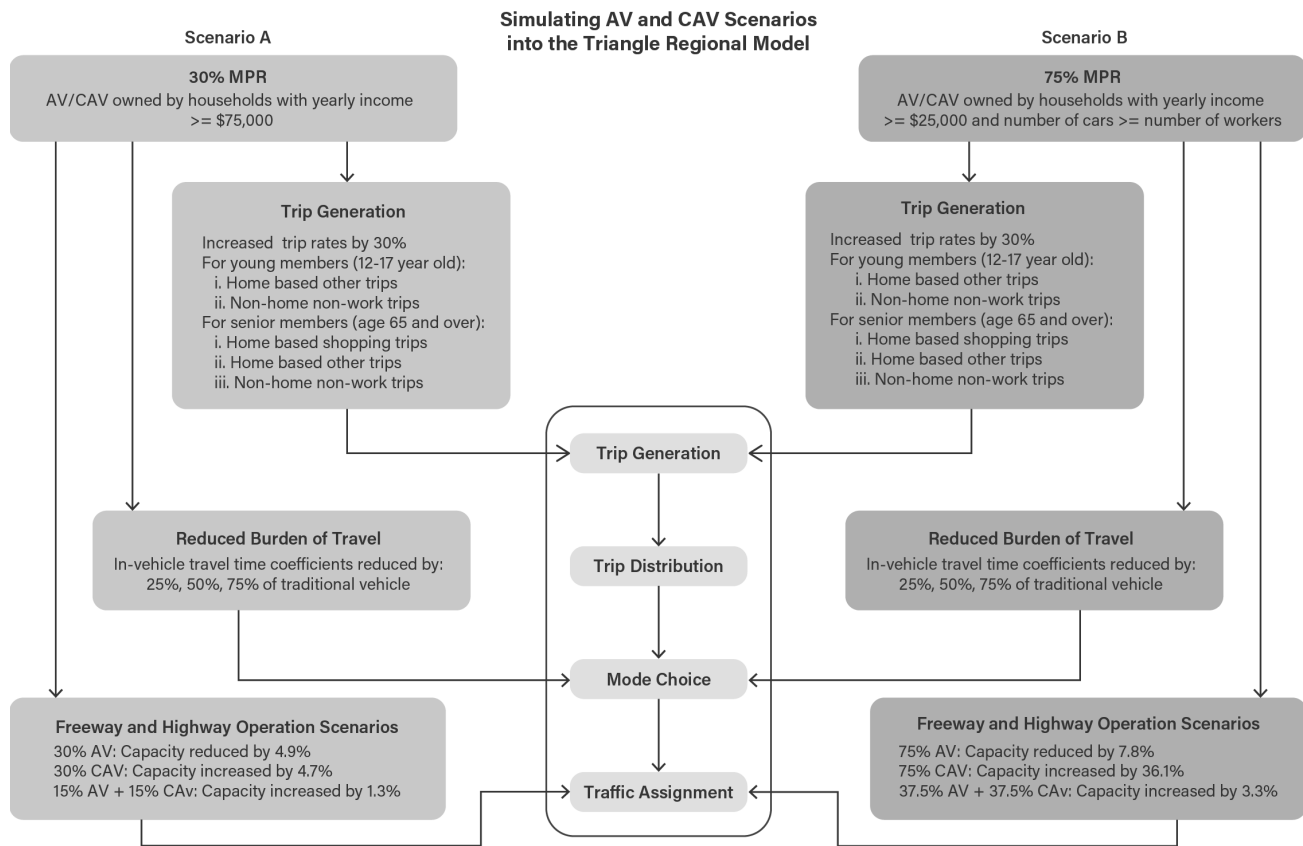 Simulating AV and CAV Scenarios
into the Triangle Regional Model
Scenario A
30% MPR
AV/CAV owned by households with yearly income
>= $75,000
Trip Generation
Increased  trip rates by 30%
For young members (12-17 year old):
i. Home based other trips
ii. Non-home non-work trips
For senior members (age 65 and over):
i. Home based shopping trips
ii. Home based other trips
iii. Non-home non-work trips
Reduced Burden of Travel
In-vehicle travel time coefficients reduced by:
25%, 50%, 75% of traditional vehicle
Freeway and Highway Operation Scenarios
30% AV: Capacity reduced by 4.9%
30% CAV: Capacity increased by 4.7%
15% AV + 15% CAv: Capacity increased by 1.3%
Trip Generation
Trip Distribution
Mode Choice
Traffic Assignment
Scenario B
75% MPR
AV/CAV owned by households with yearly income
>= $25,000 and number of cars >= number of workers
Trip Generation
Increased  trip rates by 30%
For young members (12-17 year old):
i. Home based other trips
ii. Non-home non-work trips
For senior members (age 65 and over):
i. Home based shopping trips
ii. Home based other trips
iii. Non-home non-work trips
Reduced Burden of Travel
In-vehicle travel time coefficients reduced by:
25%, 50%, 75% of traditional vehicle
Freeway and Highway Operation Scenarios
75% AV: Capacity reduced by 7.8%
75% CAV: Capacity increased by 36.1%
37.5% AV + 37.5% CAv: Capacity increased by 3.3%